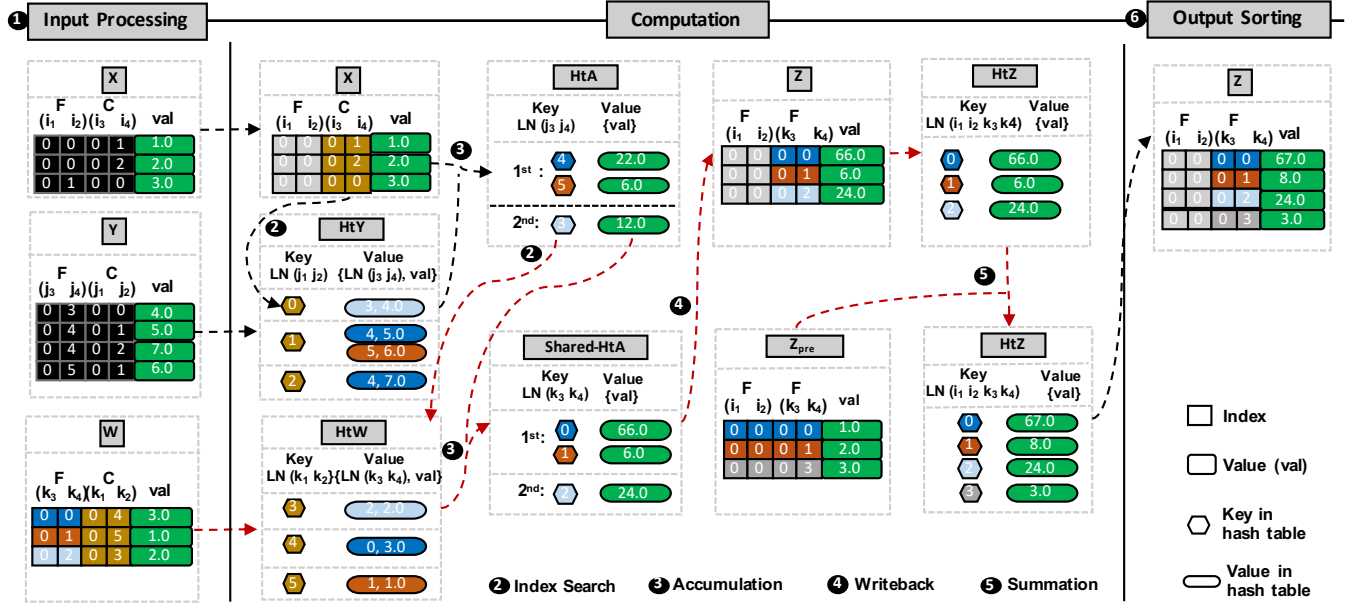 1 Input Processing
Computation
6 Output Sorting
X
F C
(i1 i2)(i3 i4) val
0 0 0 1 1.0
0 0 0 2 2.0
0 1 0 0 3.0
Y
F C
(j3 j4)(j1 j2) val
0 3 0 0 4.0
0 4 0 1 5.0
0 4 0 2 7.0
0 5 0 1 6.0
W
F C
(k3 k4)(k1 k2) val
0 0 0 4 3.0
0 1 0 5 1.0
0 2 0 3 2.0
X
F C
(i1 i2)(i3 i4) val
0 0 0 1 1.0
0 0 0 2 2.0
0 0 0 0 3.0
3
2
HtY
Key Value
LN (j1 j2) {LN (j3 j4), val}
0 3, 4.0
1 4, 5.0
5, 6.0
2 4, 7.0
HtW
Key Value
LN (k1 k2){LN (k3 k4), val}
3 2, 2.0
4 0, 3.0
5 1, 1.0
HtA
Key Value
LN (j3 j4) {val}
1st : 4 22.0
5 6.0
2nd: 3 12.0
2
3
Shared-HtA
Key Value
LN (k3 k4) {val}
1st: 0 66.0
1 6.0
2nd: 2 24.0
4
Z
F F
(i1 i2)(k3 k4) val
0 0 0 0 66.0
0 0 0 1 6.0
0 0 0 2 24.0
Zpre
F F
(i1 i2) (k3 k4) val
0 0 0 0 1.0
0 0 0 1 2.0
0 0 0 3 3.0
HtZ
Key Value
LN (i1 i2 k3 k4) {val}
0 66.0
1 6.0
2 24.0
5
HtZ
Key Value
LN (i1 i2 k3 k4) {val}
0 67.0
1 8.0
2 24.0
3 3.0
Z
F F
(i1 i2)(k3 k4) val
0 0 0 0 67.0
0 0 0 1 8.0
0 0 0 2 24.0
0 0 0 3 3.0
Index
Value (val)
Key in
hash table
Value in
hash table
2 Index Search 3 Accumulation 4 Writeback 5 Summation